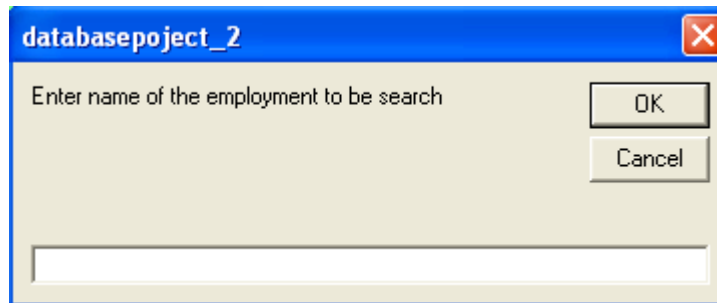 databasepoject_2
Enter name of the employment to be search
OK
Cancel